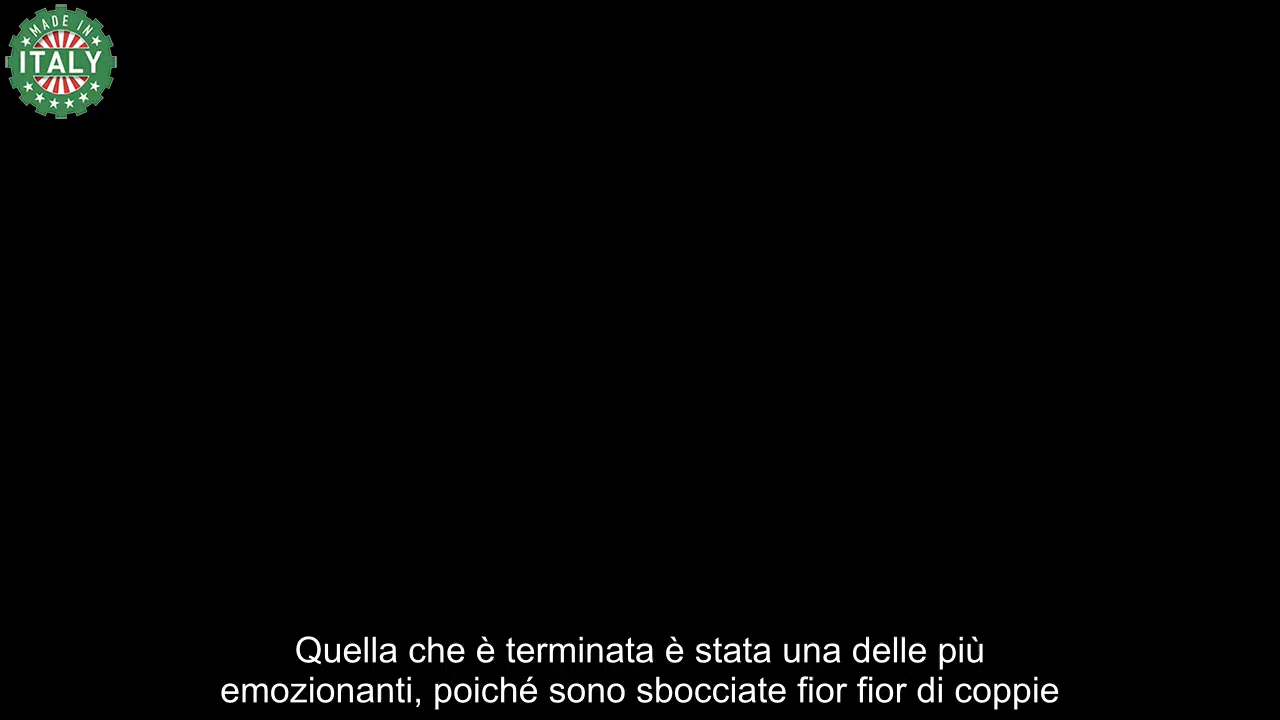 MADE IN
ITALY
Quella che è terminata è stata una delle più
emozionanti, poiché sono sbocciate fior fior di coppie